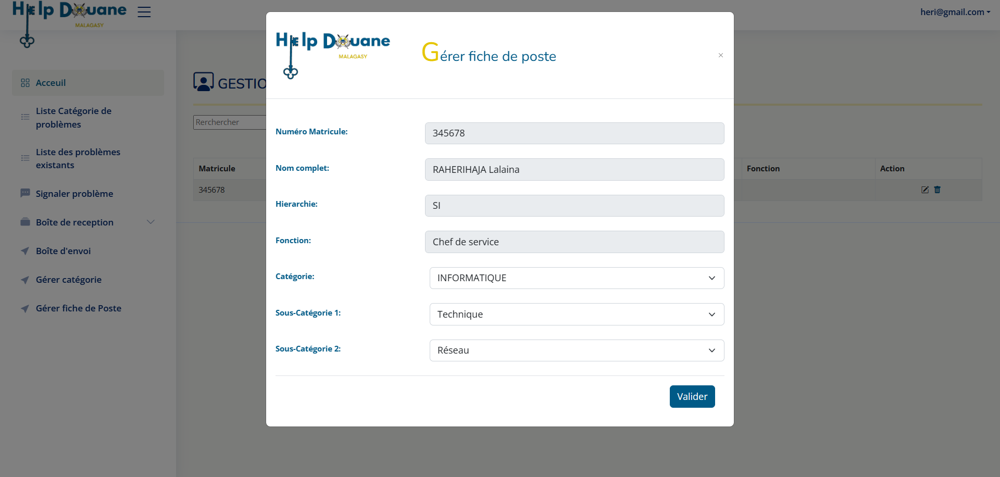 Help Douane
MALAGASY
heri@gmail.com
Acceuil
Liste Catégorie de
problèmes
Liste des problèmes
existants
Signaler problème
Boîte de reception
Boîte d'envoi
Gérer catégorie
Gérer fiche de Poste
GESTIO
Rerchercher
Matricule
Fonction
Action
345678
Help Douane
MALAGASY
Gérer fiche de poste
×
Numéro Matricule:
345678
Nom complet:
RAHERIHAJA Lalaina
Hierarchie:
SI
Fonction:
Chef de service
Catégorie:
INFORMATIQUE
Sous-Catégorie 1:
Technique
Sous-Catégorie 2:
Réseau
Valider